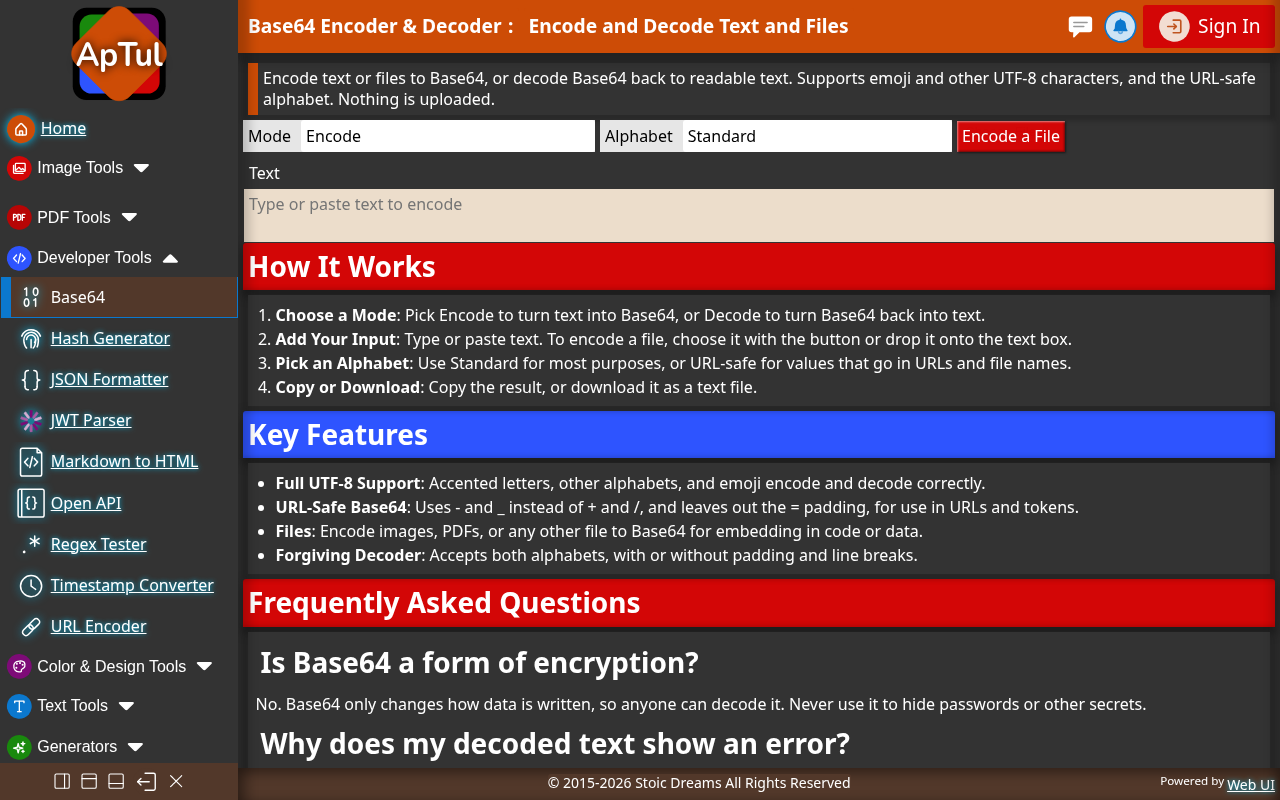 ApTul
Home
Image Tools
PDF Tools
Developer Tools
Base64
Hash Generator
JSON Formatter
JWT Parser
Markdown to HTML
Open API
Regex Tester
Timestamp Converter
URL Encoder
Color & Design Tools
Text Tools
Generators
Base64 Encoder & Decoder : Encode and Decode Text and Files
Sign In
Encode text or files to Base64, or decode Base64 back to readable text. Supports emoji and other UTF-8 characters, and the URL-safe
alphabet. Nothing is uploaded.
Mode Encode Alphabet Standard Encode a File
Text
Type or paste text to encode
How It Works
1. Choose a Mode: Pick Encode to turn text into Base64, or Decode to turn Base64 back into text.
2. Add Your Input: Type or paste text. To encode a file, choose it with the button or drop it onto the text box.
3. Pick an Alphabet: Use Standard for most purposes, or URL-safe for values that go in URLs and file names.
4. Copy or Download: Copy the result, or download it as a text file.
Key Features
• Full UTF-8 Support: Accented letters, other alphabets, and emoji encode and decode correctly.
• URL-Safe Base64: Uses - and _ instead of + and /, and leaves out the = padding, for use in URLs and tokens.
• Files: Encode images, PDFs, or any other file to Base64 for embedding in code or data.
• Forgiving Decoder: Accepts both alphabets, with or without padding and line breaks.
Frequently Asked Questions
Is Base64 a form of encryption?
No. Base64 only changes how data is written, so anyone can decode it. Never use it to hide passwords or other secrets.
Why does my decoded text show an error?
© 2015-2026 Stoic Dreams All Rights Reserved
Powered by Web UI